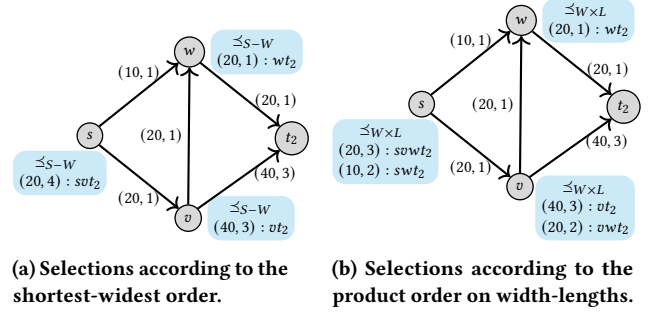 w
⪯S−W
(20, 1) : wt2
(10, 1)
(20, 1)
s
(20, 1)
t2
⪯S−W
(20, 4) : svt2
(20, 1)
(40, 3)
v
⪯S−W
(40, 3) : vt2
(a) Selections according to the
shortest-widest order.
w
⪯W×L
(20, 1) : wt2
(10, 1)
(20, 1)
s
(20, 1)
t2
⪯W×L
(20, 3) : svwt2
(10, 2) : swt2
(20, 1)
(40, 3)
v
⪯W×L
(40, 3) : vt2
(20, 2) : vwt2
(b) Selections according to the
product order on width-lengths.